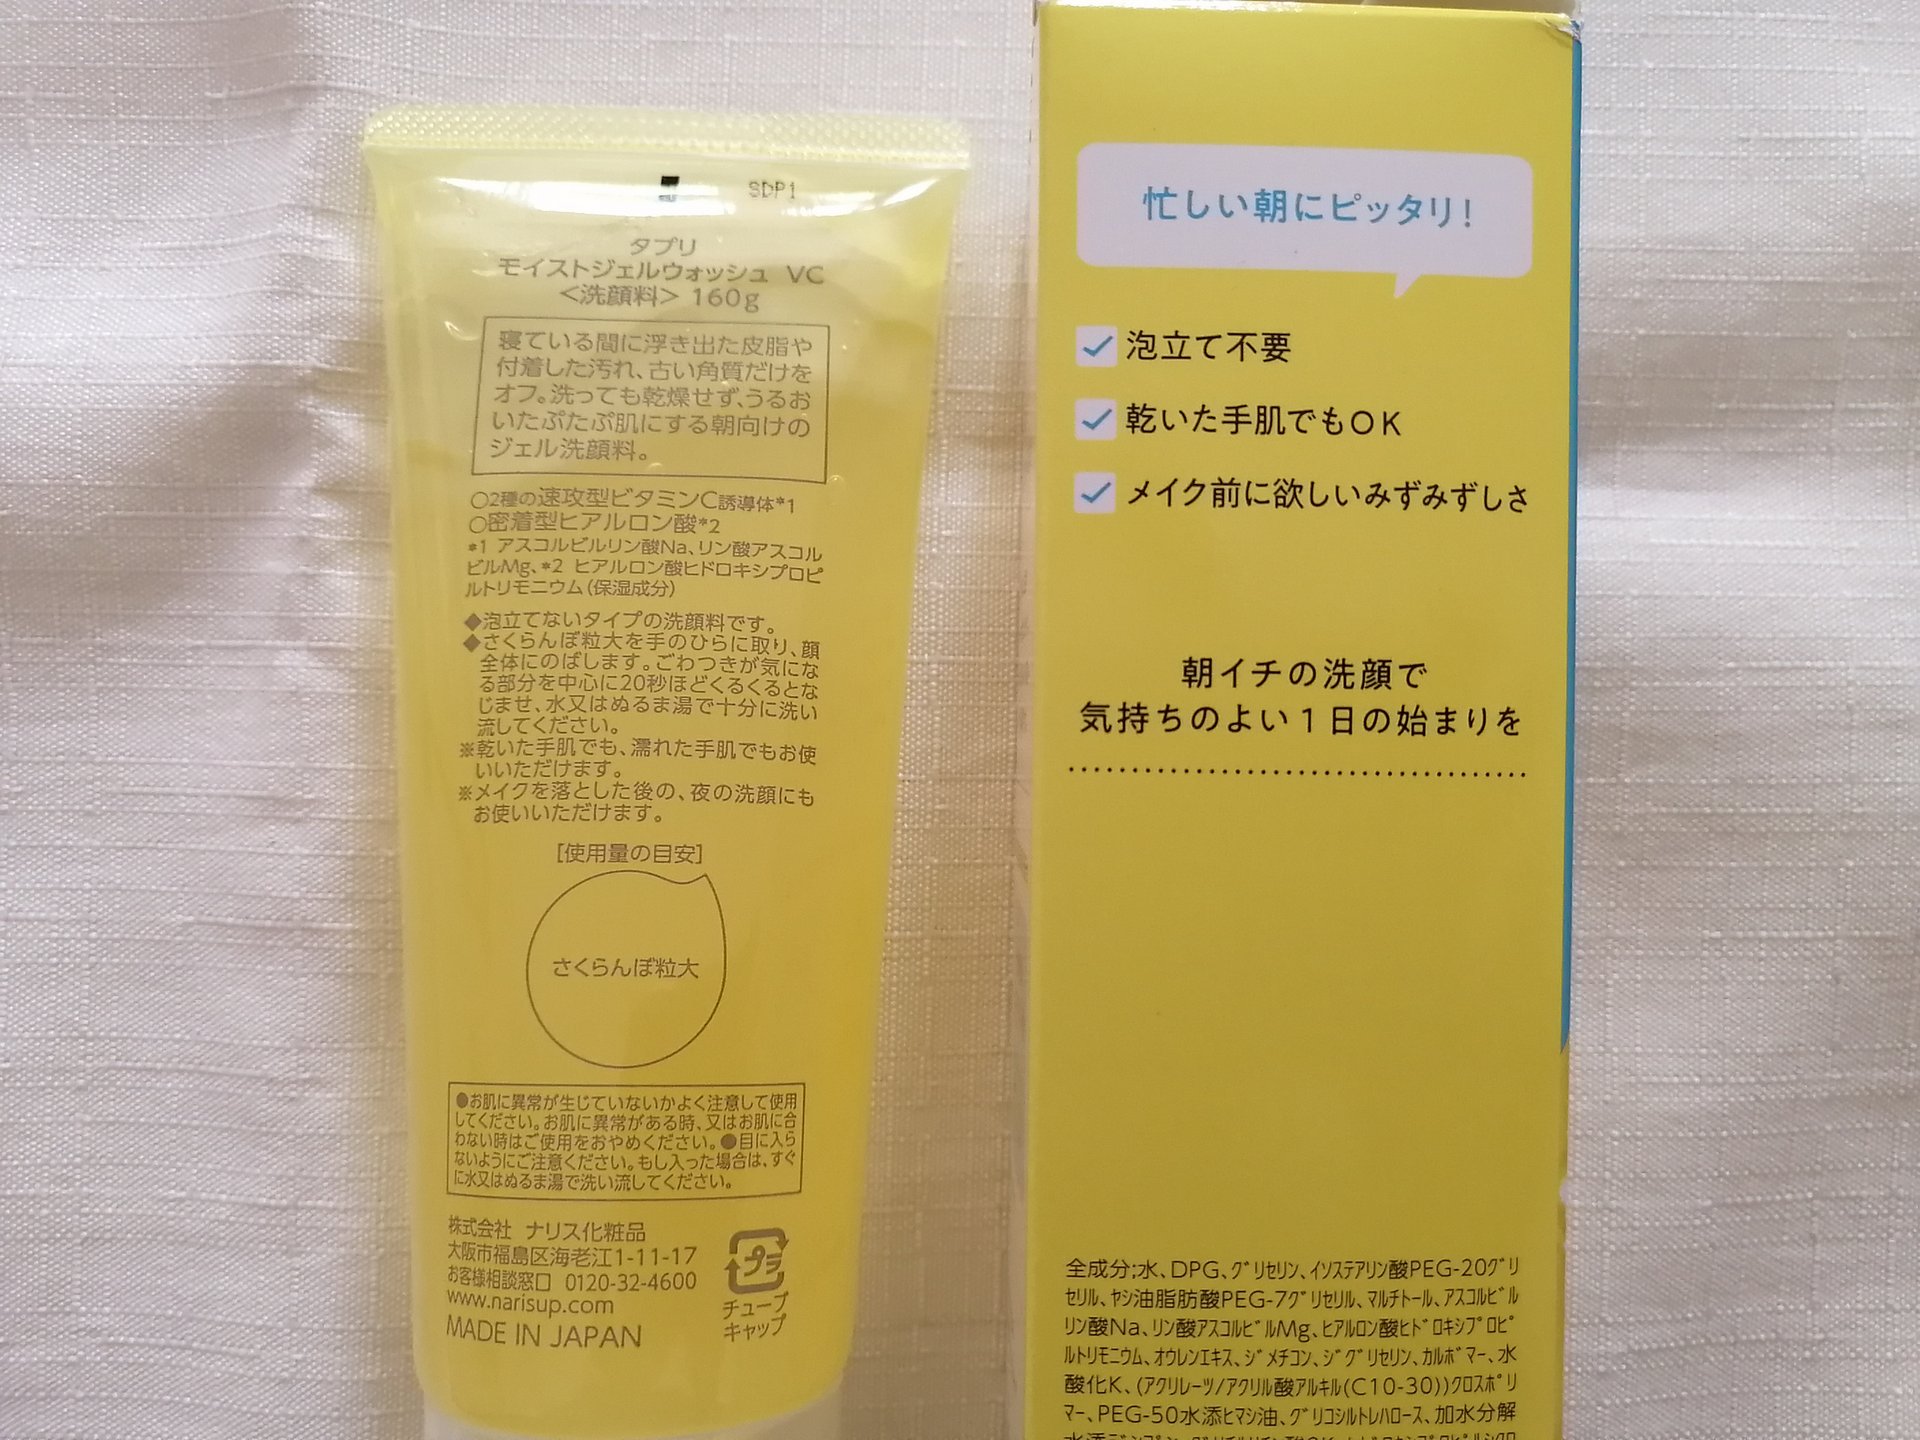 SDP1
タプリ
モイストジェルウォッシュ VC
＜洗顔料＞ 160g
寝ている間に浮き出た皮脂や
付着した汚れ、古い角質だけを
オフ。洗っても乾燥せず、うるお
いたぷたぷ肌にする朝向けの
ジェル洗顔料。
○2種の速攻型ビタミンC誘導体*1
○密着型ヒアルロン酸*2
*1 アスコルビルリン酸Na、リン酸アスコル
ビルMg、*2 ヒアルロン酸ヒドロキシプロピ
ルトリモニウム（保湿成分）
◆泡立てないタイプの洗顔料です。
◆さくらんぼ粒大を手のひらに取り、顔
全体にのばします。ごわつきが気にな
る部分を中心に20秒ほどくるくるとな
じませ、水又はぬるま湯で十分に洗い
流してください。
※乾いた手肌でも、濡れた手肌でもお使
いいただけます。
※メイクを落とした後の、夜の洗顔にも
お使いいただけます。
[使用量の目安]
さくらんぼ粒大
●お肌に異常が生じていないかよく注意して使用
してください。お肌に異常がある時、又はお肌に合
わない時はご使用をおやめください。●目に入ら
ないようにご注意ください。もし入った場合は、すぐ
に水又はぬるま湯で洗い流してください。
株式会社 ナリス化粧品
大阪市福島区海老江1-11-17
お客様相談窓口 0120-32-4600
www.narisup.com
MADE IN JAPAN
プラ
チューブ
キャップ
忙しい朝にピッタリ！
泡立て不要
乾いた手肌でもOK
メイク前に欲しいみずみずしさ
朝イチの洗顔で
気持ちのよい1日の始まりを
全成分;水、DPG、ｸﾞﾘｾﾘﾝ、ｲｿｽﾃｱﾘﾝ酸PEG-20ｸﾞﾘ
ｾﾘﾙ、ﾔｼ油脂肪酸PEG-7ｸﾞﾘｾﾘﾙ、ﾏﾙﾁﾄｰﾙ、ｱｽｺﾙﾋﾞﾙ
ﾘﾝ酸Na、ﾘﾝ酸ｱｽｺﾙﾋﾞﾙMg、ﾋｱﾙﾛﾝ酸ﾋﾄﾞﾛｷｼﾌﾟﾛﾋﾟ
ﾙﾄﾘﾓﾆｳﾑ、ｵｳﾚﾝｴｷｽ、ｼﾞﾒﾁｺﾝ、ｼﾞｸﾞﾘｾﾘﾝ、ｶﾙﾎﾞﾏｰ、水
酸化K、(ｱｸﾘﾚｰﾂ/ｱｸﾘﾙ酸ｱﾙｷﾙ(C10-30))ｸﾛｽﾎﾟﾘ
ﾏｰ、PEG-50水添ﾋﾏｼ油、ｸﾞﾘｺｼﾙﾄﾚﾊﾛｰｽ、加水分解